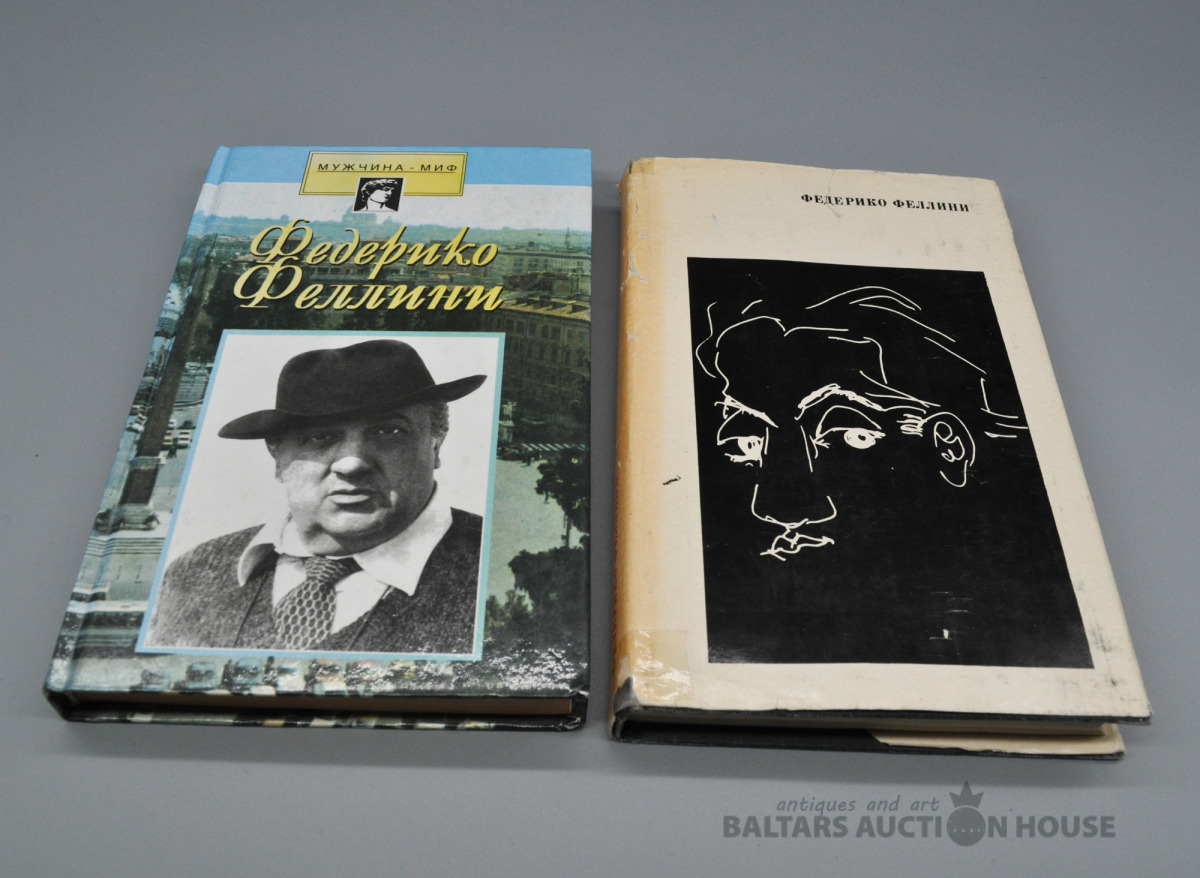 МУЖЧИНА - МИФ
Федерико
Феллини
ФЕДЕРИКО ФЕЛЛИНИ
antiques and art
BALTARS AUCTION HOUSE